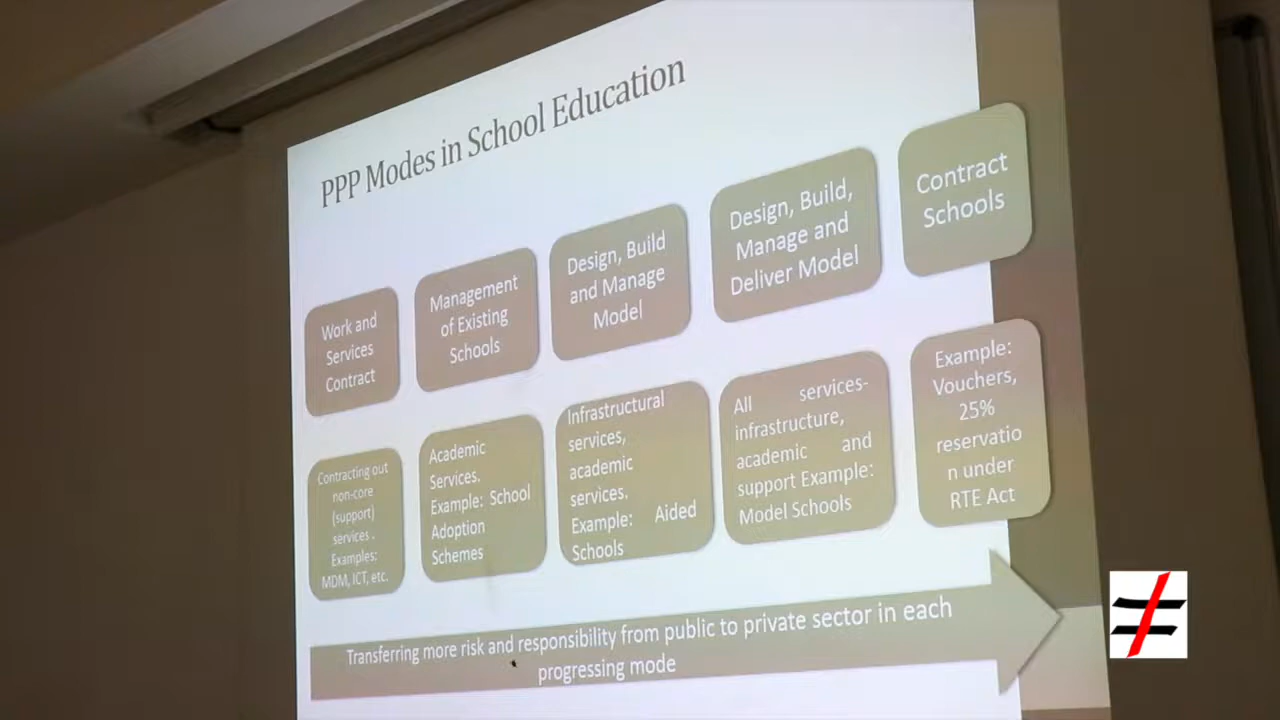 PPP Modes in School Education
Work and
Services
Contract
Management
of Existing
Schools
Design, Build
and Manage
Model
Design, Build,
Manage and
Deliver Model
Contract
Schools
Contracting out
non-core
(support)
services .
Examples:
MDM, ICT, etc.
Academic
Services.
Example: School
Adoption
Schemes
Infrastructural
services,
academic
services.
Example: Aided
Schools
All services-
infrastructure,
academic and
support Example:
Model Schools
Example:
Vouchers,
25%
reservatio
n under
RTE Act
Transferring more risk and responsibility from public to private sector in each
progressing mode